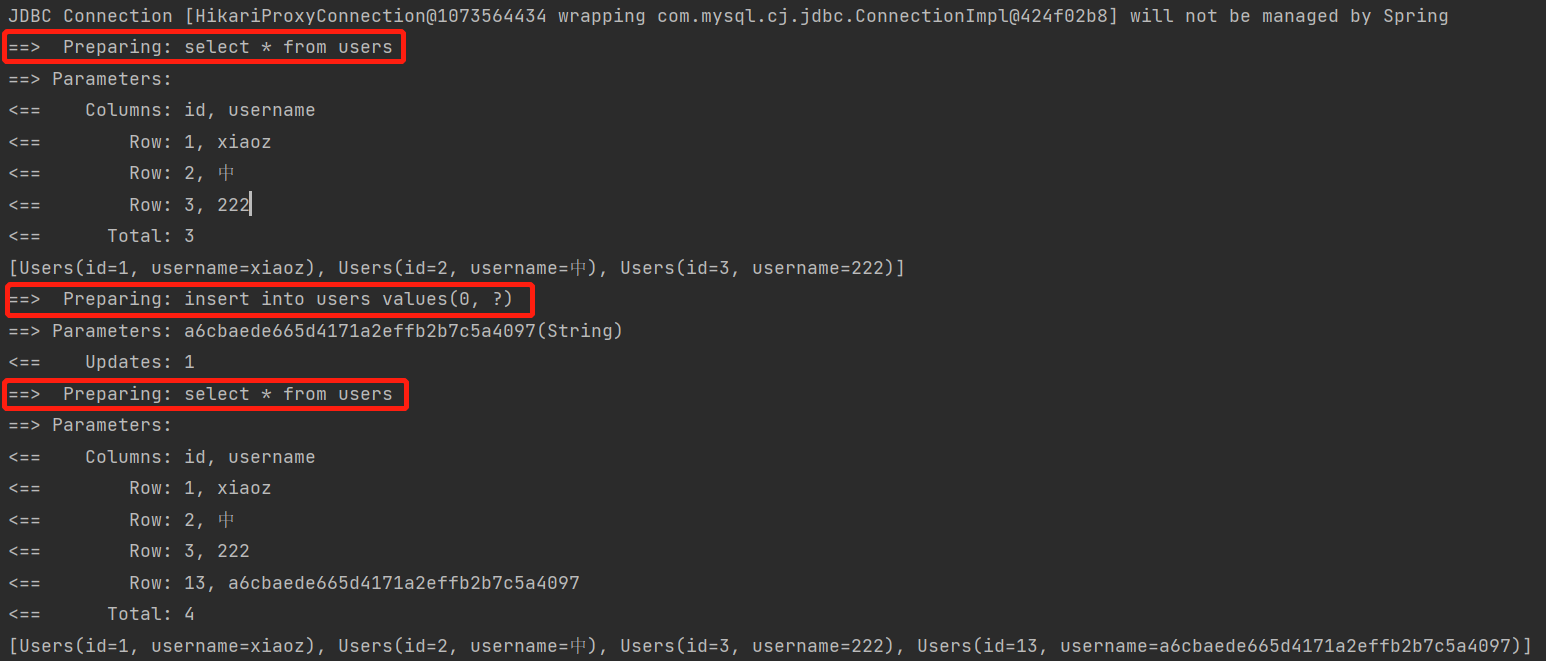 JDBC Connection [HikariProxyConnection@1073564434 wrapping com.mysql.cj.jdbc.ConnectionImpl@424f02b8] will not be managed by Spring
==>  Preparing: select * from users
==> Parameters:
<==    Columns: id, username
<==        Row: 1, xiaoz
<==        Row: 2, 中
<==        Row: 3, 222
<==      Total: 3
[Users(id=1, username=xiaoz), Users(id=2, username=中), Users(id=3, username=222)]
==>  Preparing: insert into users values(0, ?)
==> Parameters: a6cbaede665d4171a2effb2b7c5a4097(String)
<==    Updates: 1
==>  Preparing: select * from users
==> Parameters:
<==    Columns: id, username
<==        Row: 1, xiaoz
<==        Row: 2, 中
<==        Row: 3, 222
<==        Row: 13, a6cbaede665d4171a2effb2b7c5a4097
<==      Total: 4
[Users(id=1, username=xiaoz), Users(id=2, username=中), Users(id=3, username=222), Users(id=13, username=a6cbaede665d4171a2effb2b7c5a4097)]